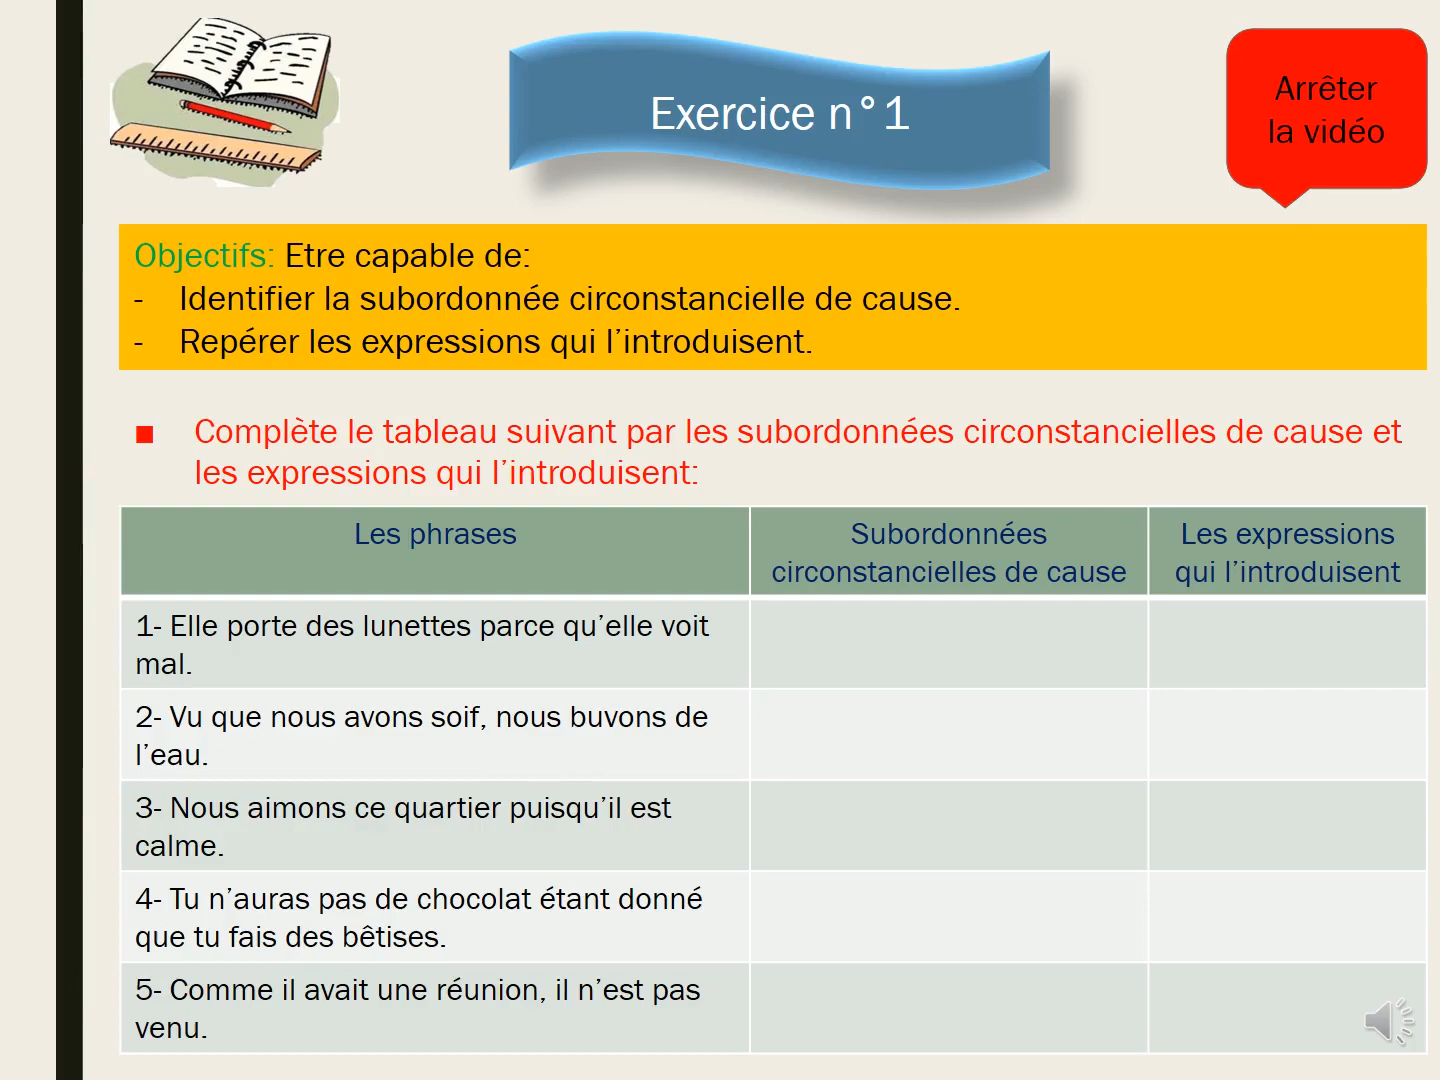 Exercice n°1
Arrêter
la vidéo
Objectifs: Etre capable de:
- Identifier la subordonnée circonstancielle de cause.
- Repérer les expressions qui l’introduisent.
■ Complète le tableau suivant par les subordonnées circonstancielles de cause et
les expressions qui l’introduisent:
Les phrases
Subordonnées
circonstancielles de cause
Les expressions
qui l’introduisent
1- Elle porte des lunettes parce qu’elle voit
mal.
2- Vu que nous avons soif, nous buvons de
l’eau.
3- Nous aimons ce quartier puisqu’il est
calme.
4- Tu n’auras pas de chocolat étant donné
que tu fais des bêtises.
5- Comme il avait une réunion, il n’est pas
venu.